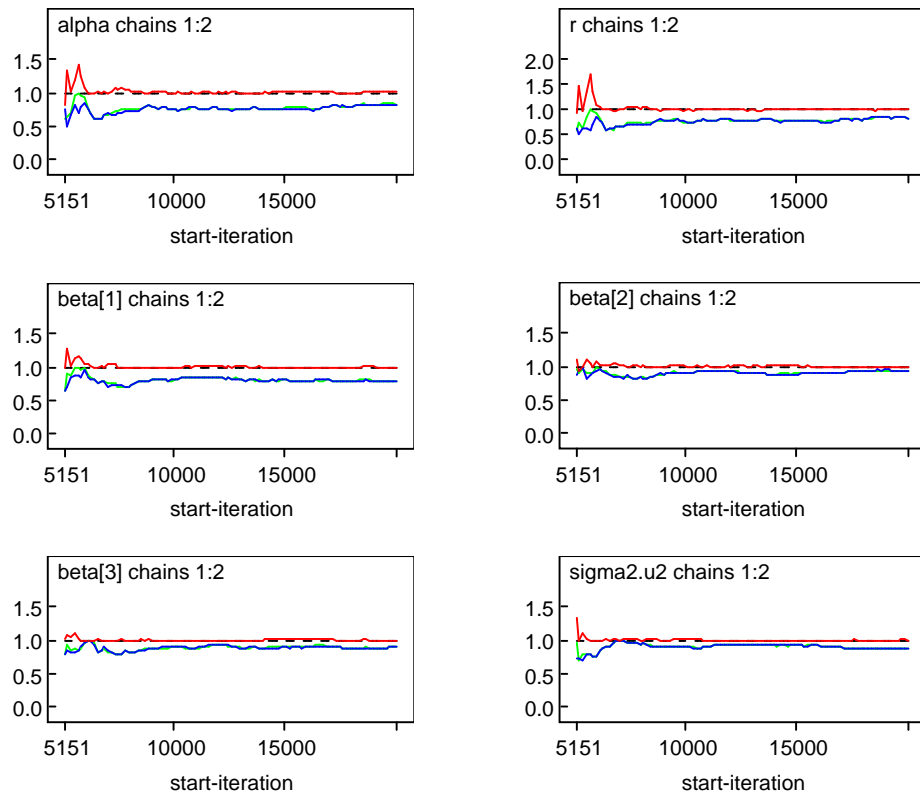 alpha chains 1:2
1.5
1.0
0.5
0.0
5151 10000 15000
start-iteration
r chains 1:2
2.0
1.5
1.0
0.5
0.0
5151 10000 15000
start-iteration
beta[1] chains 1:2
1.5
1.0
0.5
0.0
5151 10000 15000
start-iteration
beta[2] chains 1:2
1.5
1.0
0.5
0.0
5151 10000 15000
start-iteration
beta[3] chains 1:2
1.5
1.0
0.5
0.0
5151 10000 15000
start-iteration
sigma2.u2 chains 1:2
1.5
1.0
0.5
0.0
5151 10000 15000
start-iteration